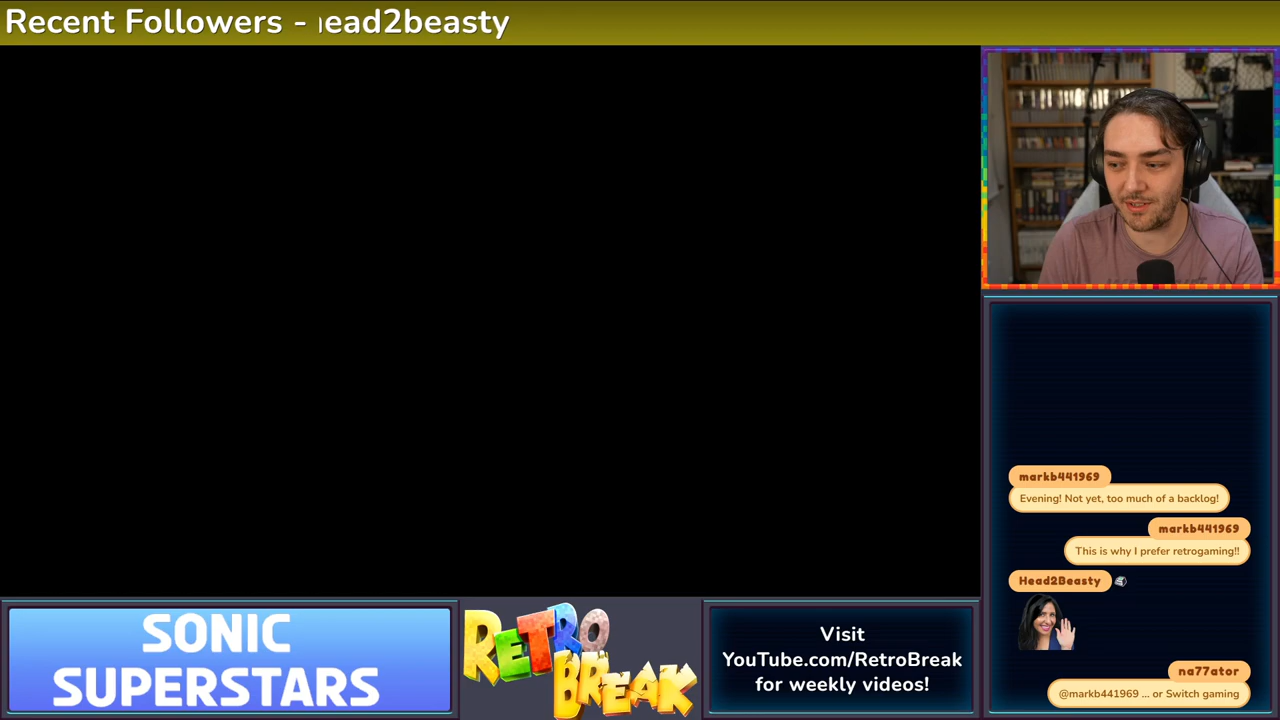 Recent Followers - head2beasty
markb441969
Evening! Not yet, too much of a backlog!
markb441969
This is why I prefer retrogaming!!
Head2Beasty
na77ator
@markb441969 ... or Switch gaming
SONIC
SUPERSTARS
RETRO
BREAK
Visit
YouTube.com/RetroBreak
for weekly videos!